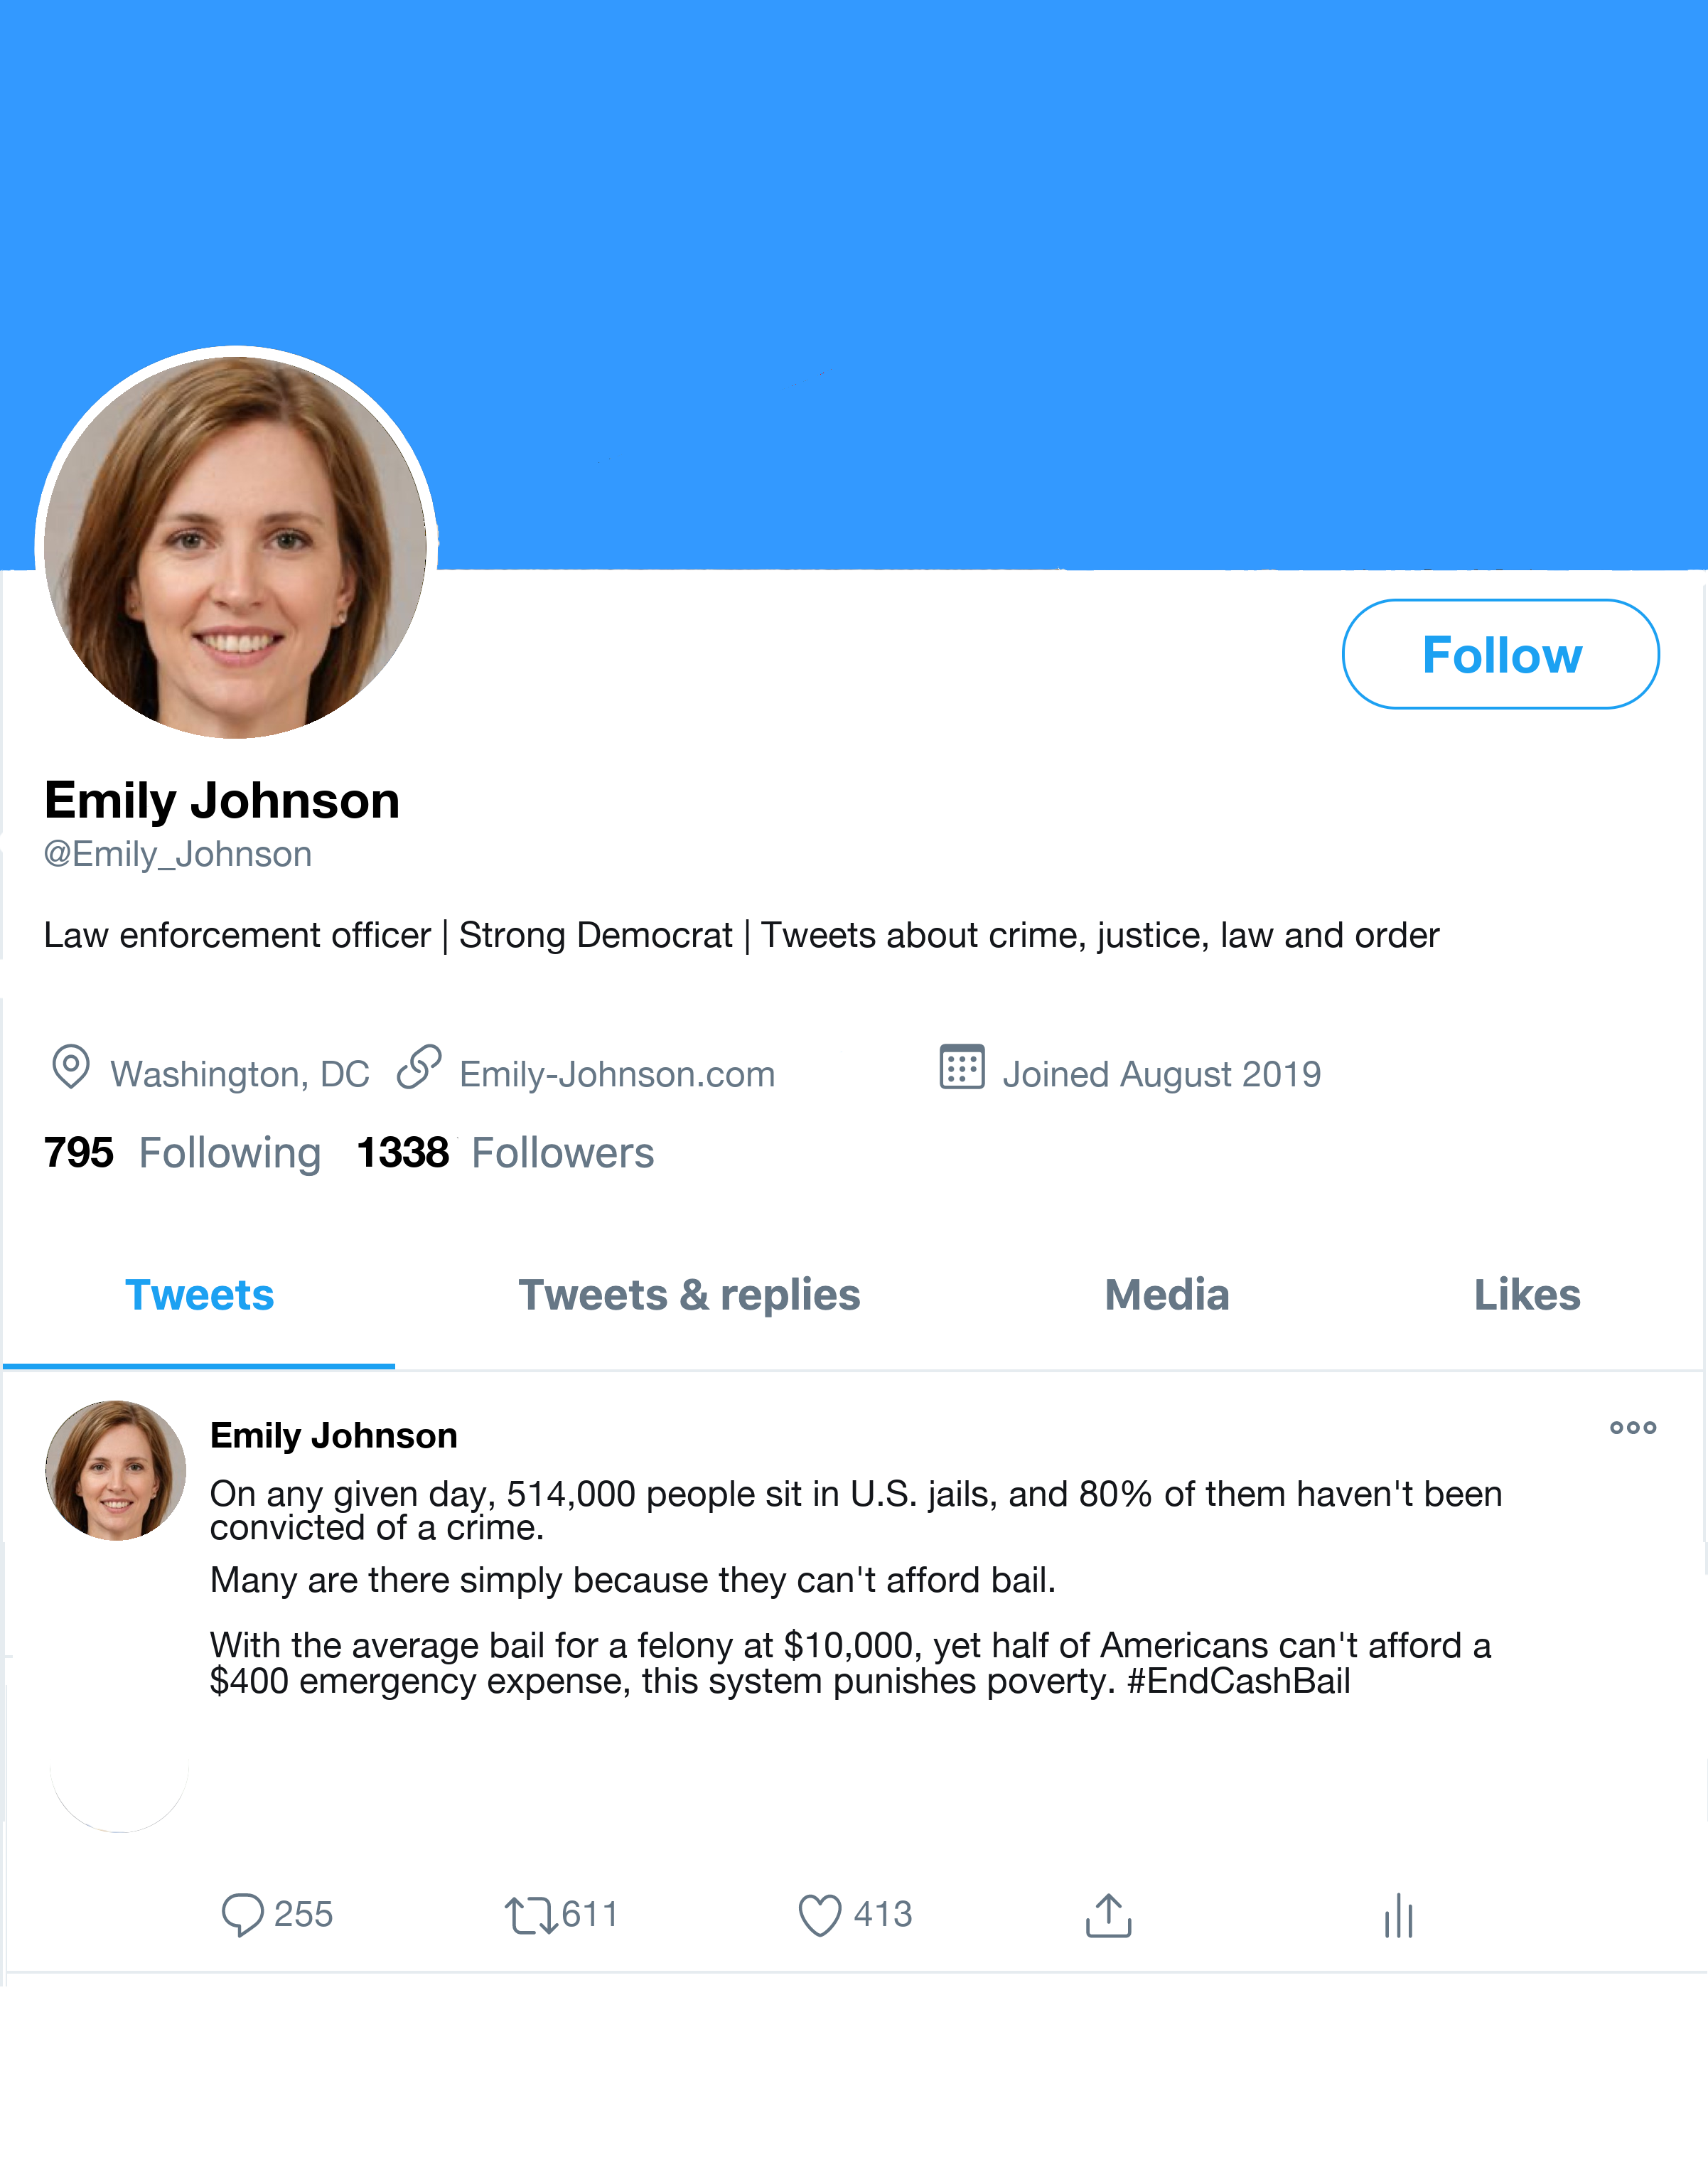 Follow
Emily Johnson
@Emily_Johnson
Law enforcement officer | Strong Democrat | Tweets about crime, justice, law and order
Washington, DC Emily-Johnson.com Joined August 2019
795 Following 1338 Followers
Tweets Tweets & replies Media Likes
Emily Johnson
On any given day, 514,000 people sit in U.S. jails, and 80% of them haven't been
convicted of a crime.
Many are there simply because they can't afford bail.
With the average bail for a felony at $10,000, yet half of Americans can't afford a
$400 emergency expense, this system punishes poverty. #EndCashBail
255 611 413